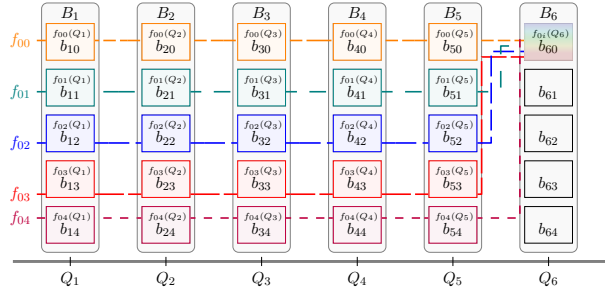 B₁ B₂ B₃ B₄ B₅ B₆
f₀₀ f₀₀(Q₁) f₀₀(Q₂) f₀₀(Q₃) f₀₀(Q₄) f₀₀(Q₅) f₀ᵢ(Q₆)
b₁₀ b₂₀ b₃₀ b₄₀ b₅₀ b₆₀
f₀₁ f₀₁(Q₁) f₀₁(Q₂) f₀₁(Q₃) f₀₁(Q₄) f₀₁(Q₅)
b₁₁ b₂₁ b₃₁ b₄₁ b₅₁ b₆₁
f₀₂ f₀₂(Q₁) f₀₂(Q₂) f₀₂(Q₃) f₀₂(Q₄) f₀₂(Q₅)
b₁₂ b₂₂ b₃₂ b₄₂ b₅₂ b₆₂
f₀₃ f₀₃(Q₁) f₀₃(Q₂) f₀₃(Q₃) f₀₃(Q₄) f₀₃(Q₅)
b₁₃ b₂₃ b₃₃ b₄₃ b₅₃ b₆₃
f₀₄ f₀₄(Q₁) f₀₄(Q₂) f₀₄(Q₃) f₀₄(Q₄) f₀₄(Q₅)
b₁₄ b₂₄ b₃₄ b₄₄ b₅₄ b₆₄
Q₁ Q₂ Q₃ Q₄ Q₅ Q₆